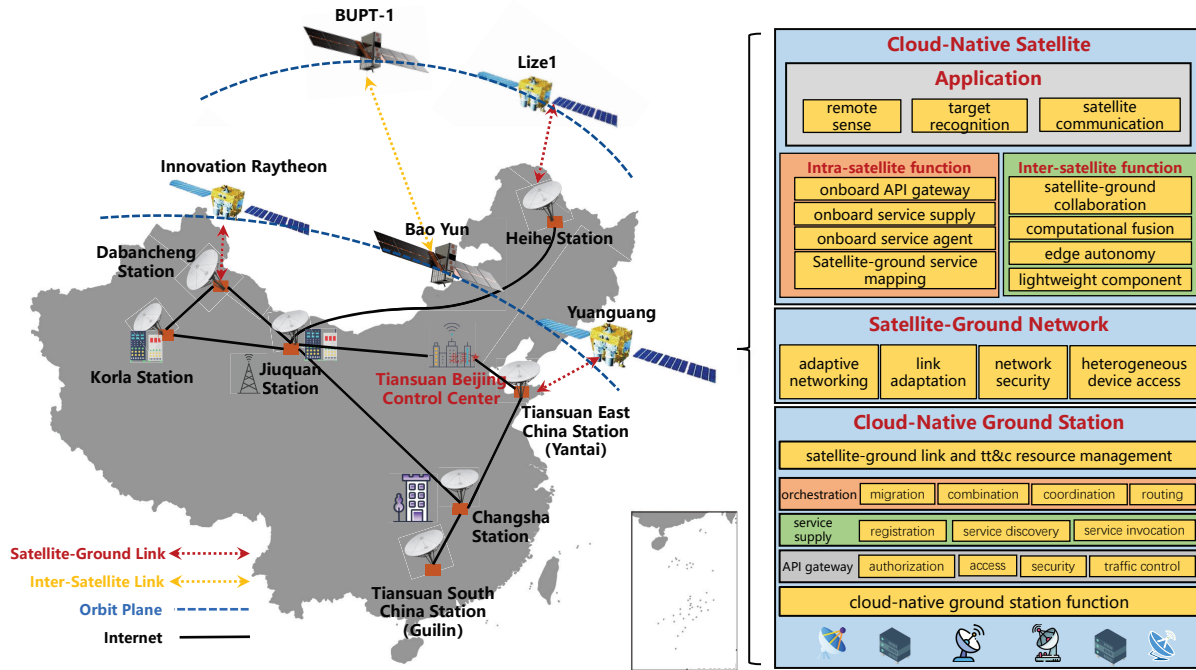 BUPT-1
Lize1
Innovation Raytheon
Bao Yun
Heihe Station
Dabancheng
Station
Yuanguang
Korla Station
Jiuquan
Station
Tiansuan Beijing
Control Center
Tiansuan East
China Station
(Yantai)
Changsha
Station
Tiansuan South
China Station
(Guilin)
Satellite-Ground Link
Inter-Satellite Link
Orbit Plane
Internet
Cloud-Native Satellite
Application
remote
sense
target
recognition
satellite
communication
Intra-satellite function
onboard API gateway
onboard service supply
onboard service agent
Satellite-ground service
mapping
Inter-satellite function
satellite-ground
collaboration
computational fusion
edge autonomy
lightweight component
Satellite-Ground Network
adaptive
networking
link
adaptation
network
security
heterogeneous
device access
Cloud-Native Ground Station
satellite-ground link and tt&c resource management
orchestration
migration
combination
coordination
routing
service
supply
registration
service discovery
service invocation
API gateway
authorization
access
security
traffic control
cloud-native ground station function